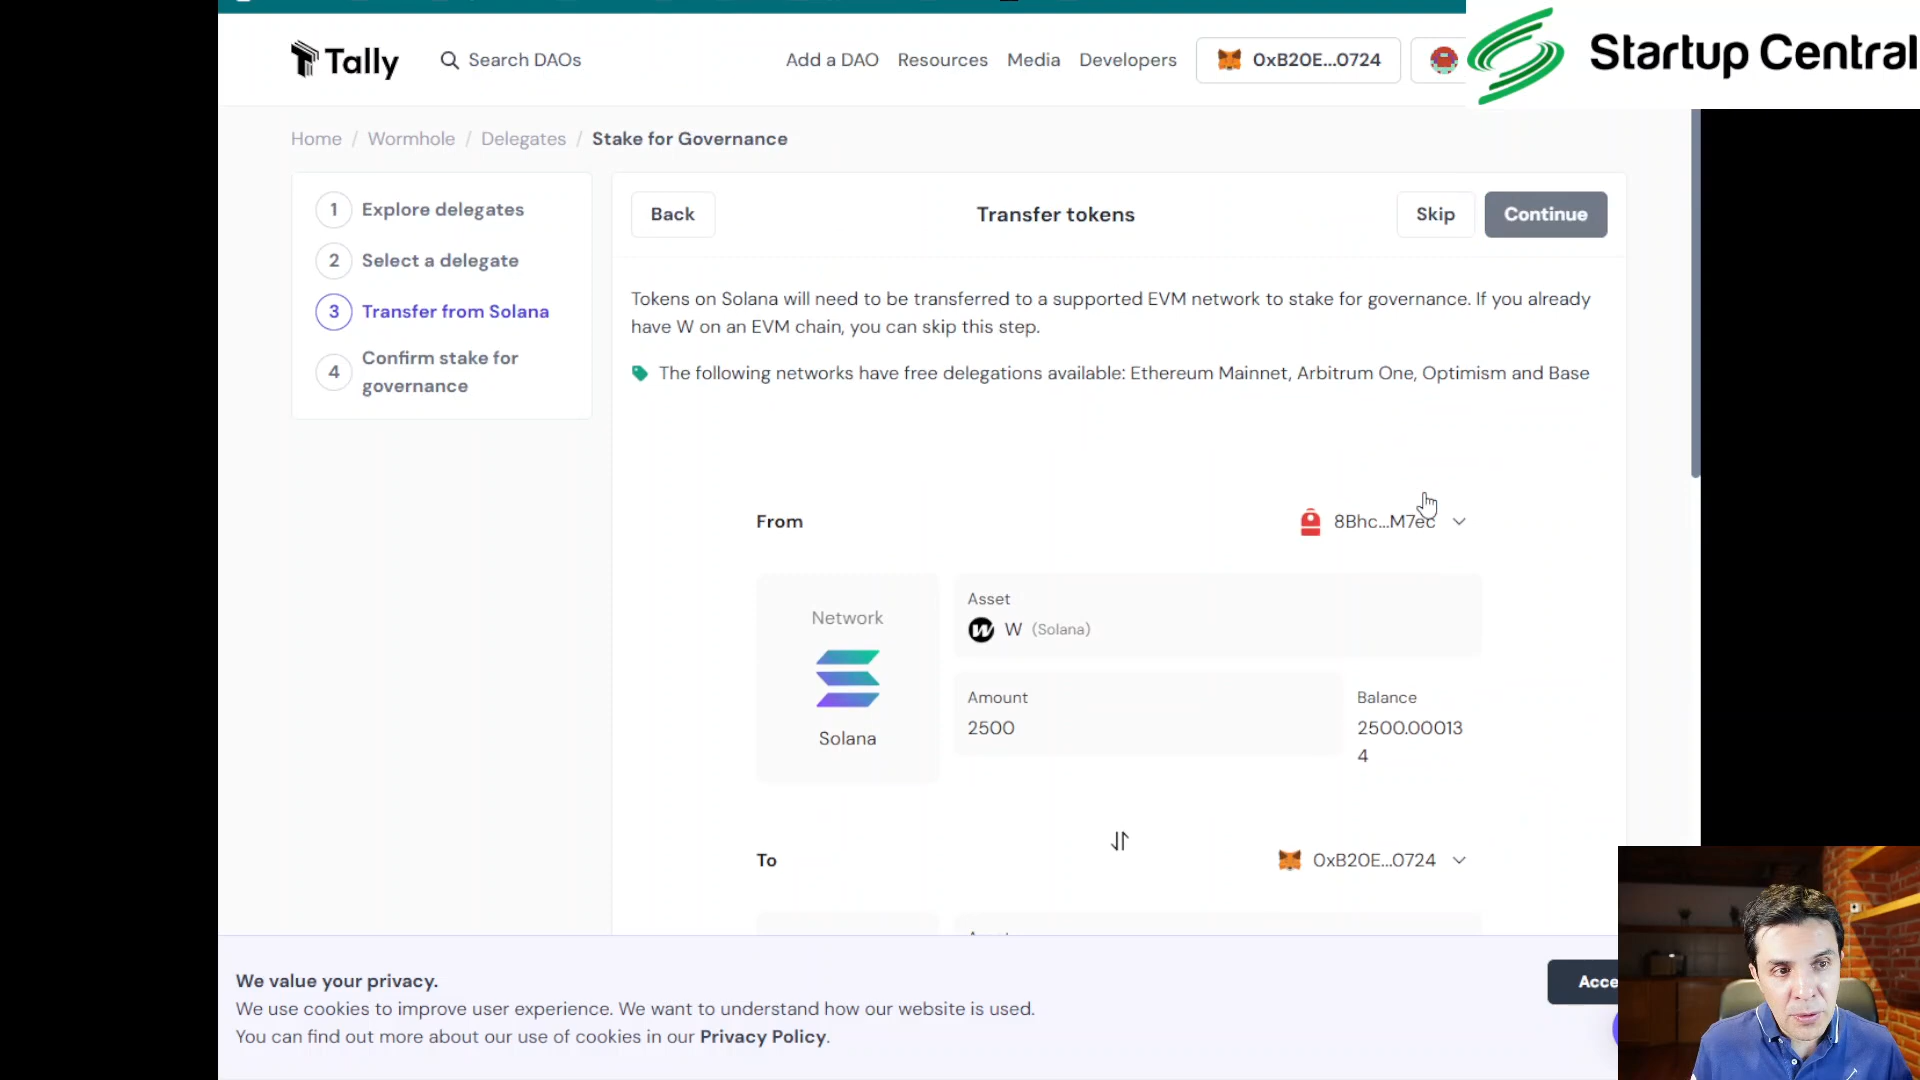 Tally
Search DAOs
Add a DAO
Resources
Media
Developers
0xB20E...0724
Startup Central
Home / Wormhole / Delegates / Stake for Governance
1 Explore delegates
2 Select a delegate
3 Transfer from Solana
4 Confirm stake for
governance
Back
Transfer tokens
Skip
Continue
Tokens on Solana will need to be transferred to a supported EVM network to stake for governance. If you already
have W on an EVM chain, you can skip this step.
The following networks have free delegations available: Ethereum Mainnet, Arbitrum One, Optimism and Base
From
8Bhc...M7ec
Network
Solana
Asset
W (Solana)
Amount
2500
Balance
2500.00013
4
To
0xB20E...0724
We value your privacy.
We use cookies to improve user experience. We want to understand how our website is used.
You can find out more about our use of cookies in our Privacy Policy.
Acce